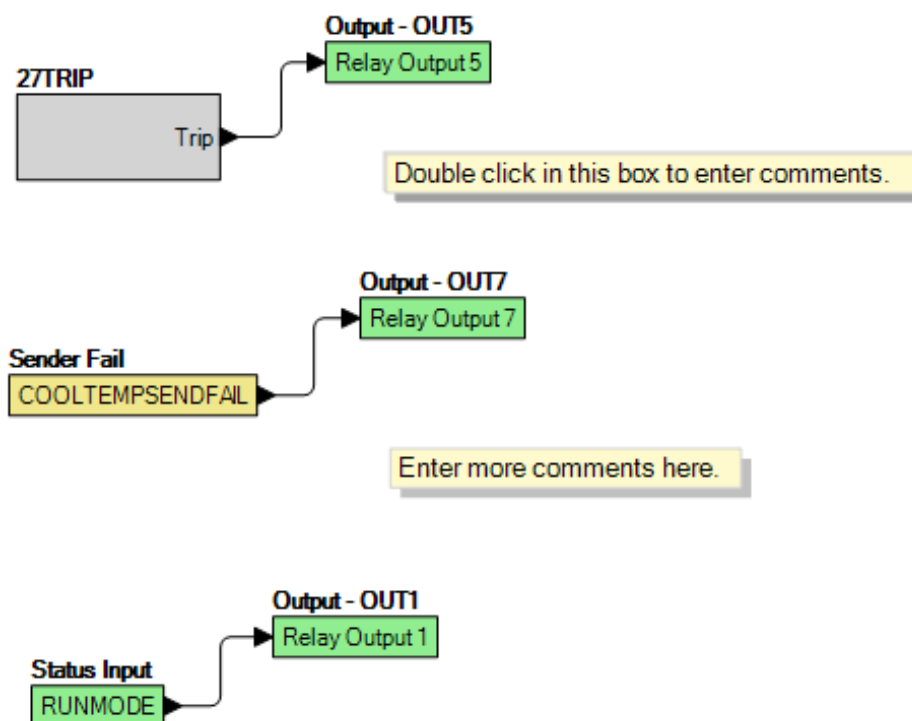 Output - OUT5
Relay Output 5
27TRIP
Trip
Double click in this box to enter comments.
Output - OUT7
Relay Output 7
Sender Fail
COOLTEMPSENDFAIL
Enter more comments here.
Output - OUT1
Relay Output 1
Status Input
RUNMODE